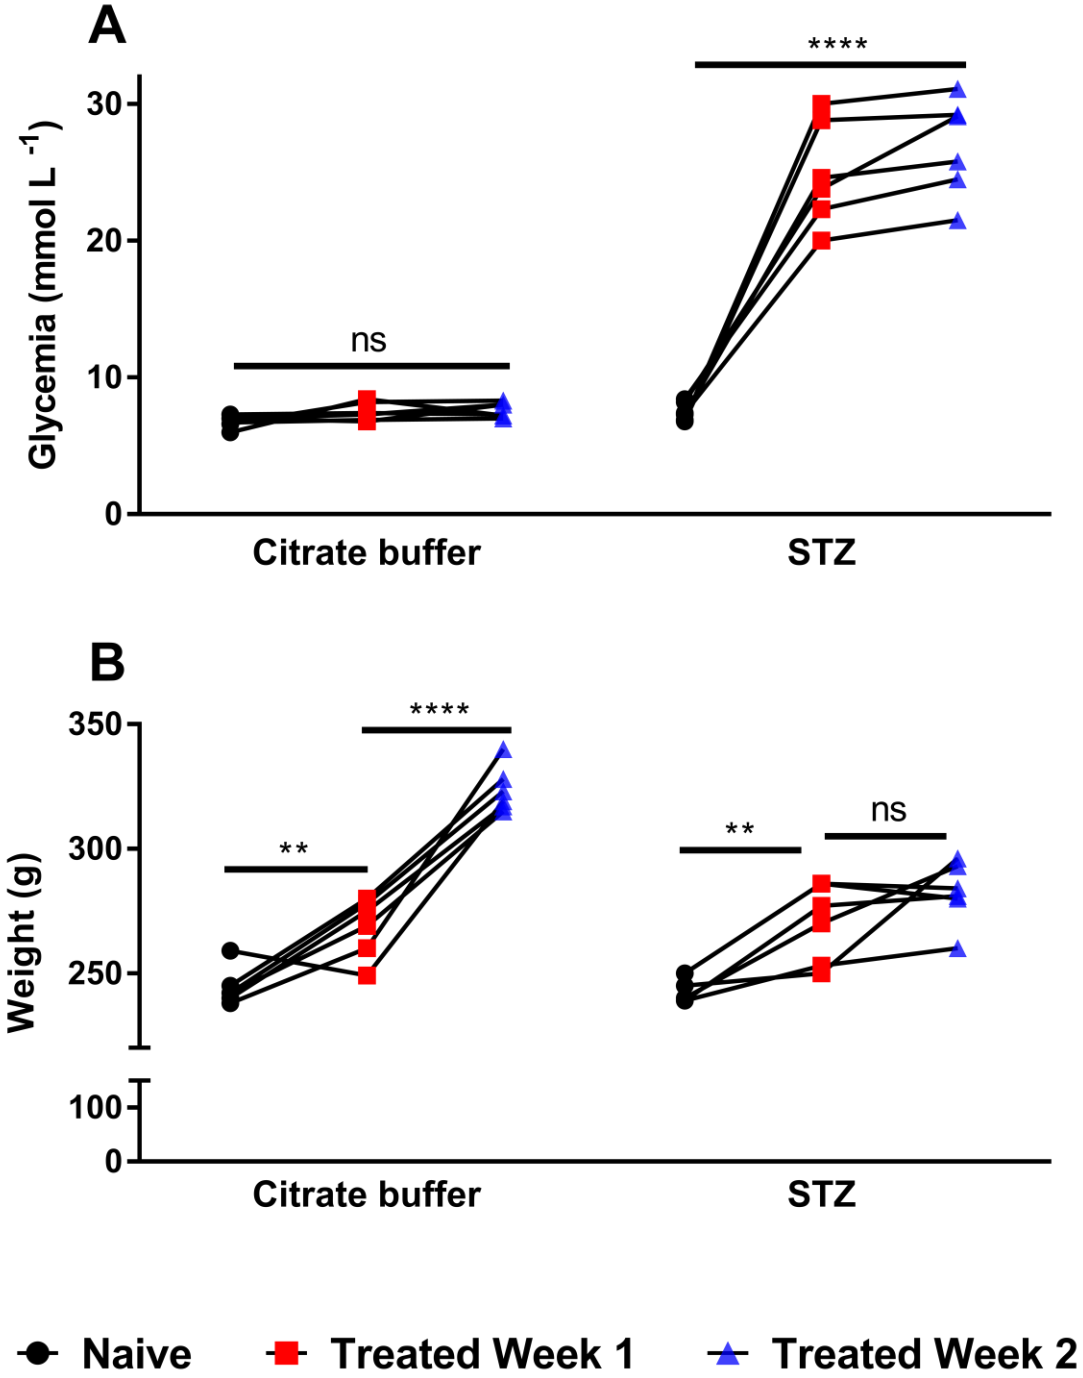 A
****
30
20
10
0
Glycemia (mmol L -1)
ns
Citrate buffer
STZ
B
350
300
250
100
0
Weight (g)
****
**
**
ns
Citrate buffer
STZ
Naive
Treated Week 1
Treated Week 2